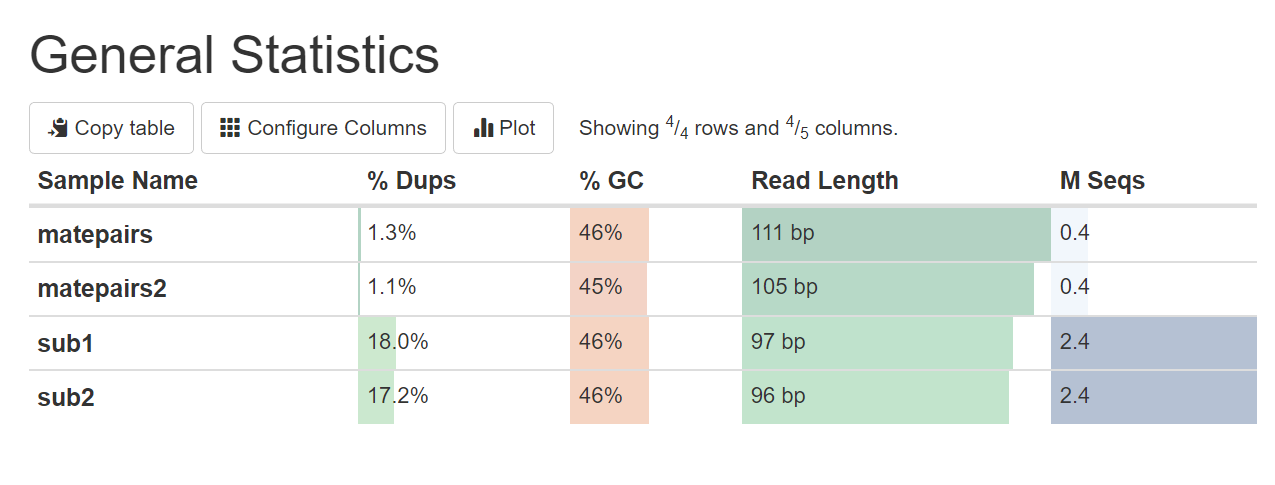 General Statistics
Copy table Configure Columns Plot Showing 4/4 rows and 4/5 columns.
Sample Name % Dups % GC Read Length M Seqs
matepairs 1.3% 46% 111 bp 0.4
matepairs2 1.1% 45% 105 bp 0.4
sub1 18.0% 46% 97 bp 2.4
sub2 17.2% 46% 96 bp 2.4